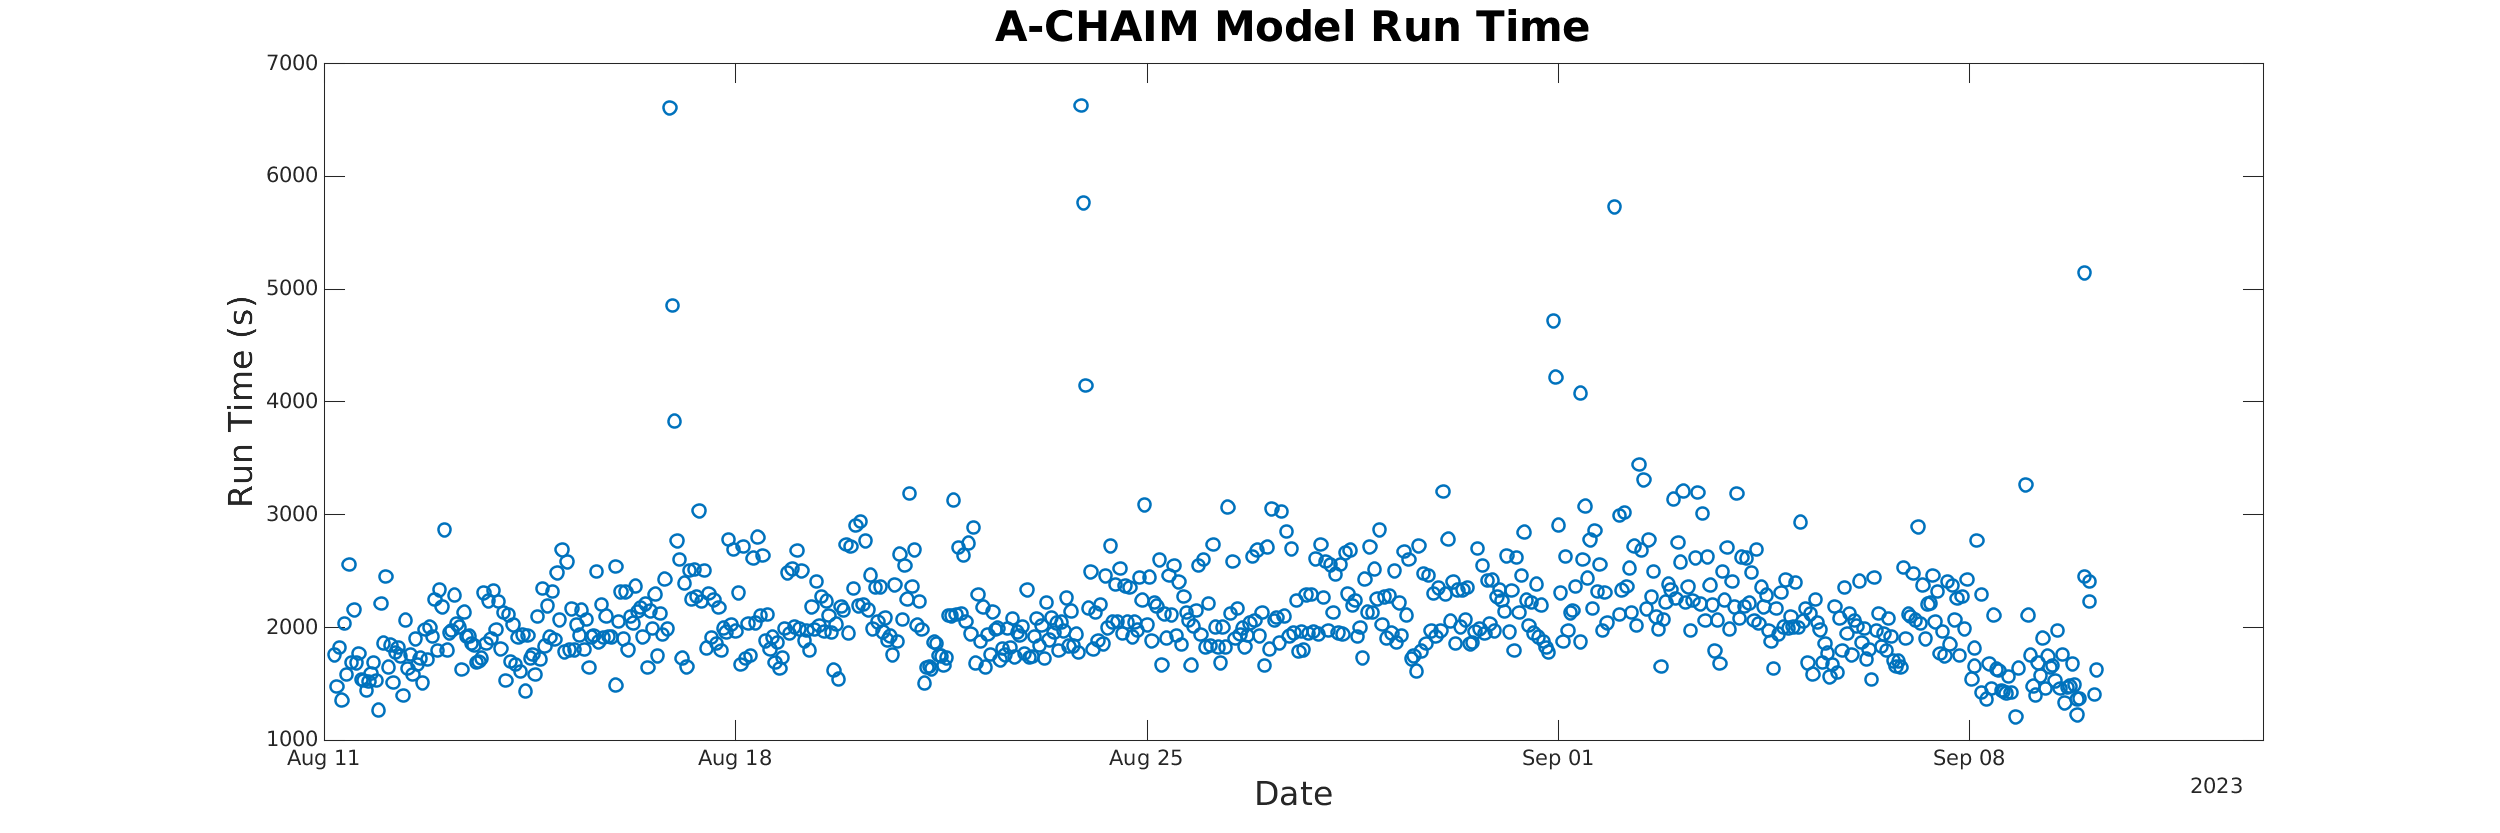 A-CHAIM Model Run Time
7000
6000
5000
4000
3000
2000
1000
Run Time (s)
Aug 11
Aug 18
Aug 25
Sep 01
Sep 08
2023
Date